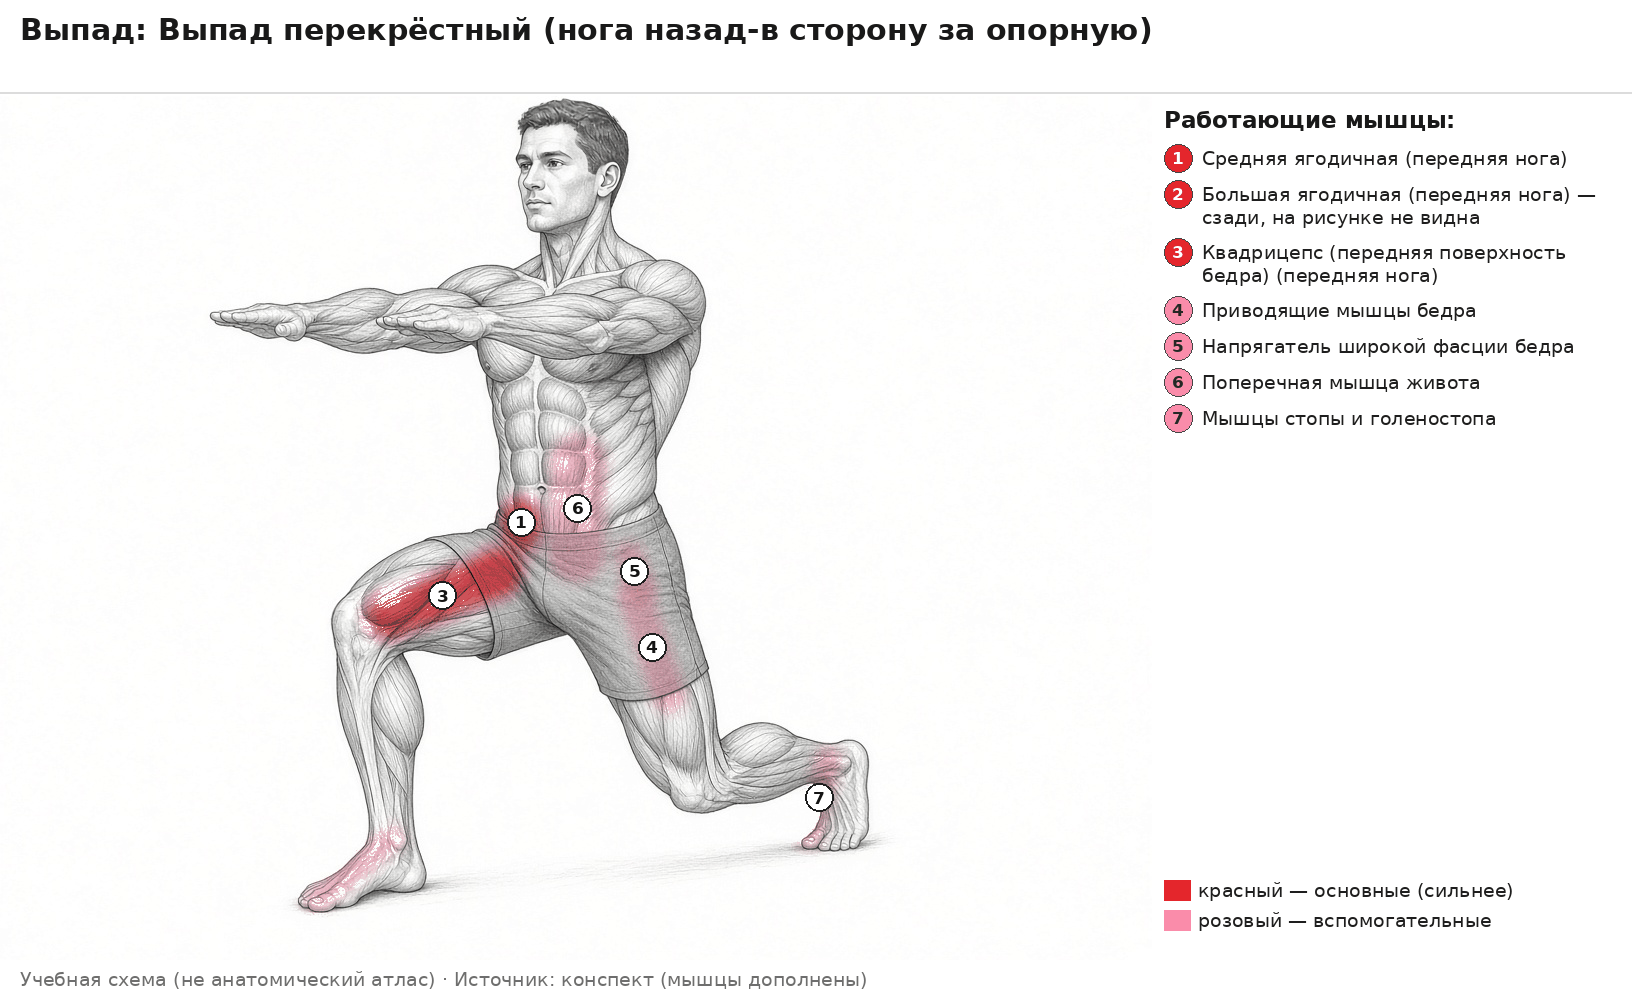 Выпад: Выпад перекрёстный (нога назад-в сторону за опорную)
Работающие мышцы:
1 Средняя ягодичная (передняя нога)
2 Большая ягодичная (передняя нога) —
сзади, на рисунке не видна
3 Квадрицепс (передняя поверхность
бедра) (передняя нога)
4 Приводящие мышцы бедра
5 Напрягатель широкой фасции бедра
6 Поперечная мышца живота
7 Мышцы стопы и голеностопа
1
6
5
3
4
7
красный — основные (сильнее)
розовый — вспомогательные
Учебная схема (не анатомический атлас) · Источник: конспект (мышцы дополнены)